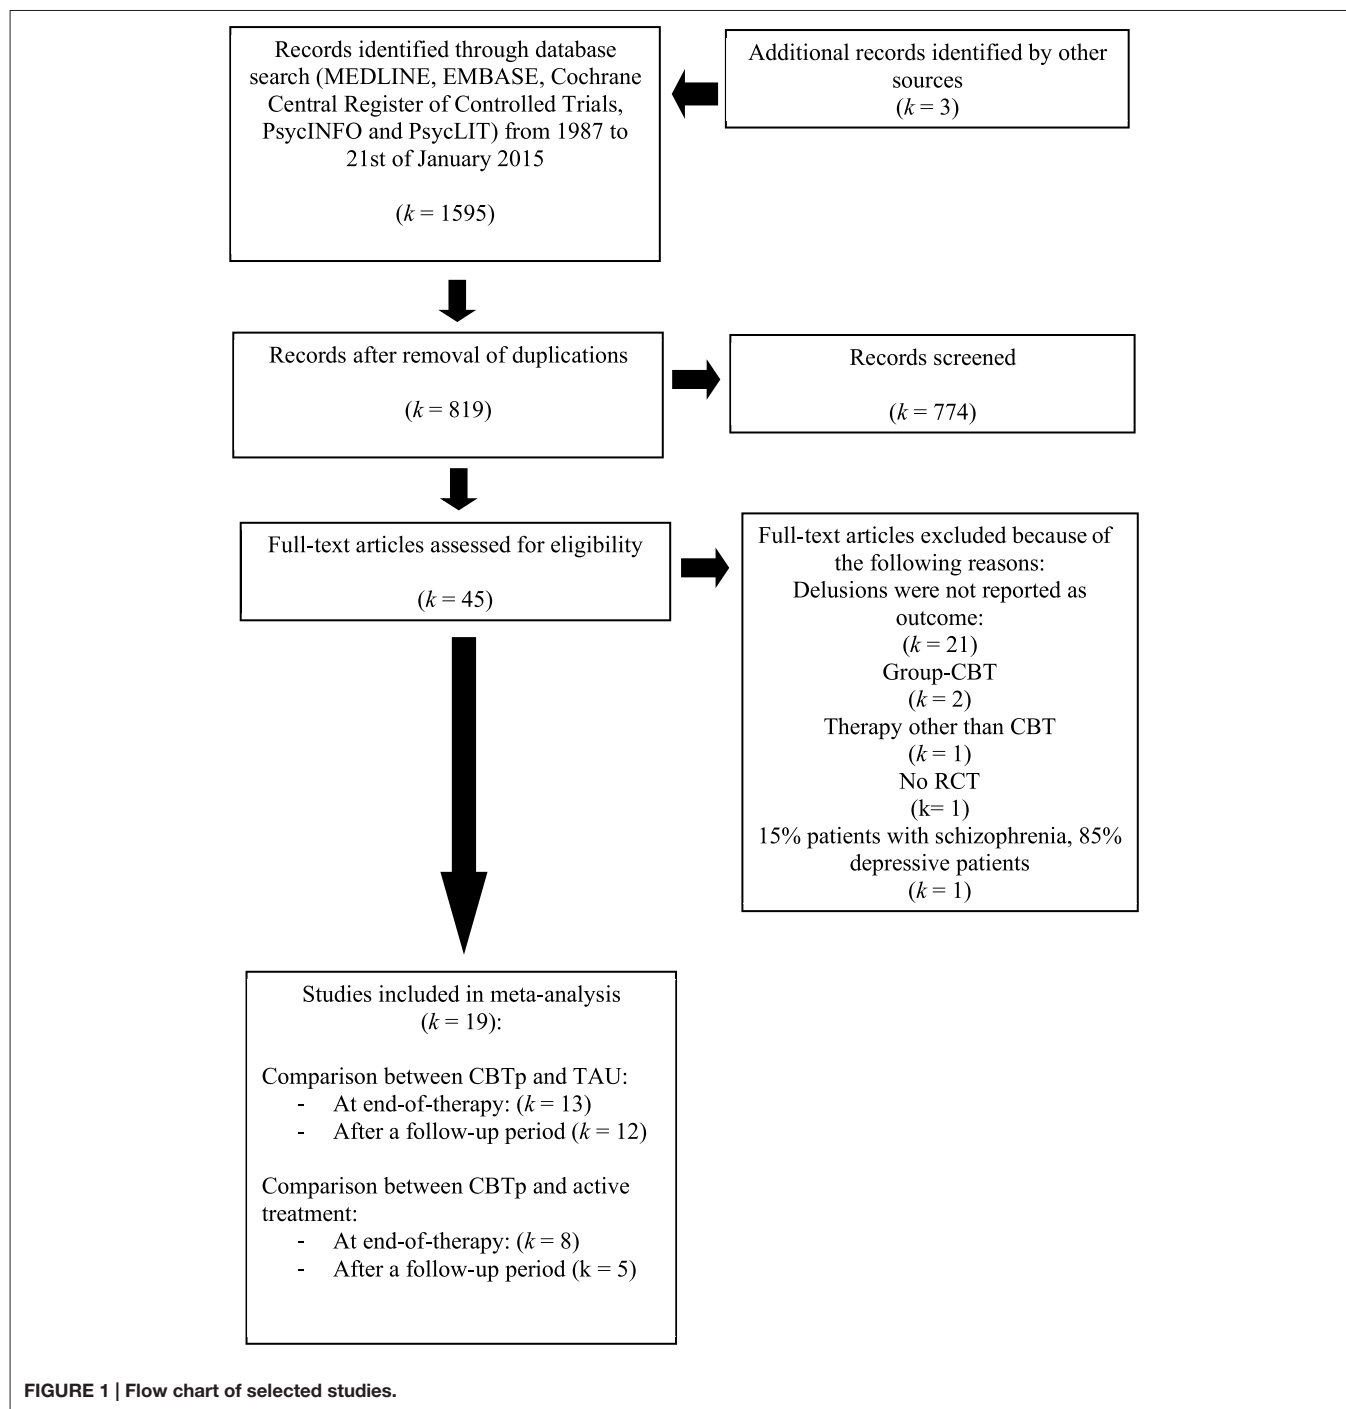 Records identified through database
search (MEDLINE, EMBASE, Cochrane
Central Register of Controlled Trials,
PsycINFO and PsycLIT) from 1987 to
21st of January 2015
(k = 1595)
Additional records identified by other
sources
(k = 3)
Records after removal of duplications
(k = 819)
Records screened
(k = 774)
Full-text articles assessed for eligibility
(k = 45)
Full-text articles excluded because of
the following reasons:
Delusions were not reported as
outcome:
(k = 21)
Group-CBT
(k = 2)
Therapy other than CBT
(k = 1)
No RCT
(k= 1)
15% patients with schizophrenia, 85%
depressive patients
(k = 1)
Studies included in meta-analysis
(k = 19):
Comparison between CBTp and TAU:
- At end-of-therapy: (k = 13)
- After a follow-up period (k = 12)
Comparison between CBTp and active
treatment:
- At end-of-therapy: (k = 8)
- After a follow-up period (k = 5)
FIGURE 1 | Flow chart of selected studies.